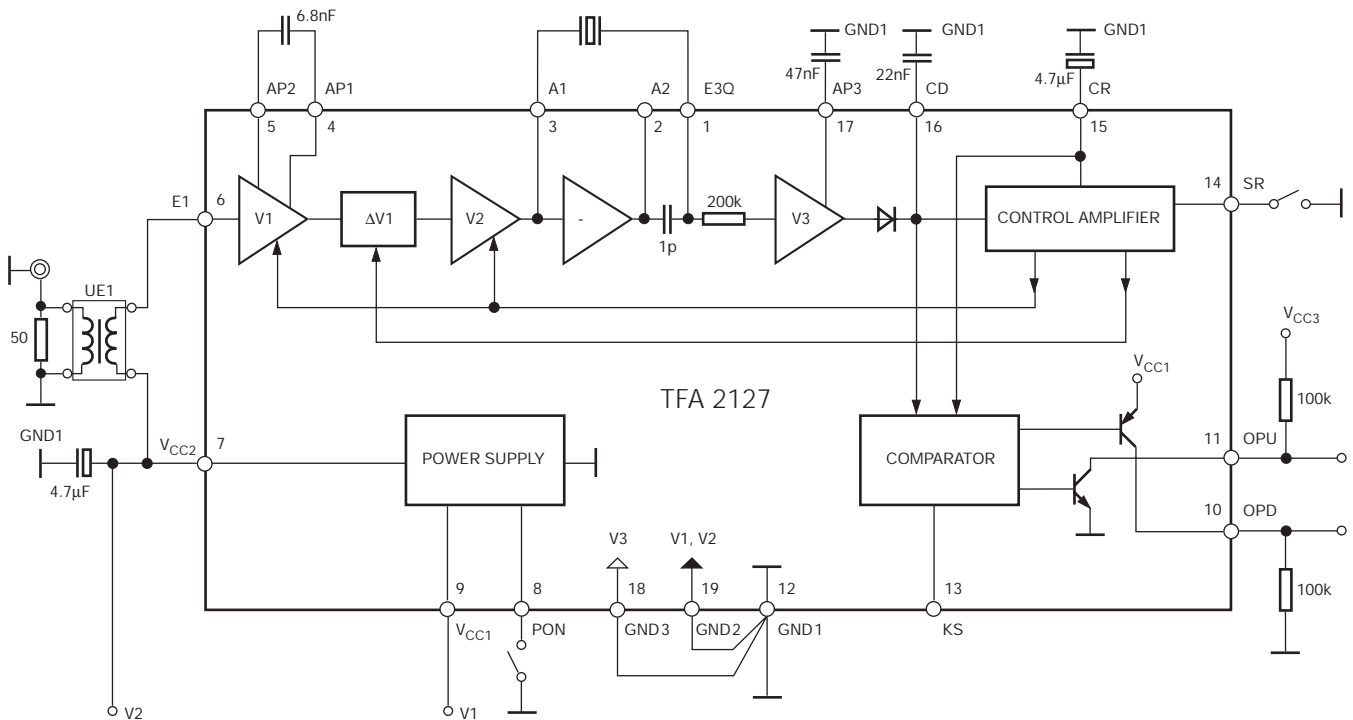 6.8nF
GND1 GND1 GND1
47nF 22nF 4.7µF
AP2 AP1 A1 A2 E3Q AP3 CD CR
5 4 3 2 1 17 16 15
E1 6 14 SR
V1 ΔV1 V2 - 200k V3 CONTROL AMPLIFIER
1p
UE1
50
VCC3
VCC1
TFA 2127
100k
GND1
VCC2 7
POWER SUPPLY COMPARATOR
11 OPU
4.7µF
10 OPD
V3 V1, V2
9 8 18 19 12 13
100k
VCC1 PON GND3 GND2 GND1 KS
V2 V1